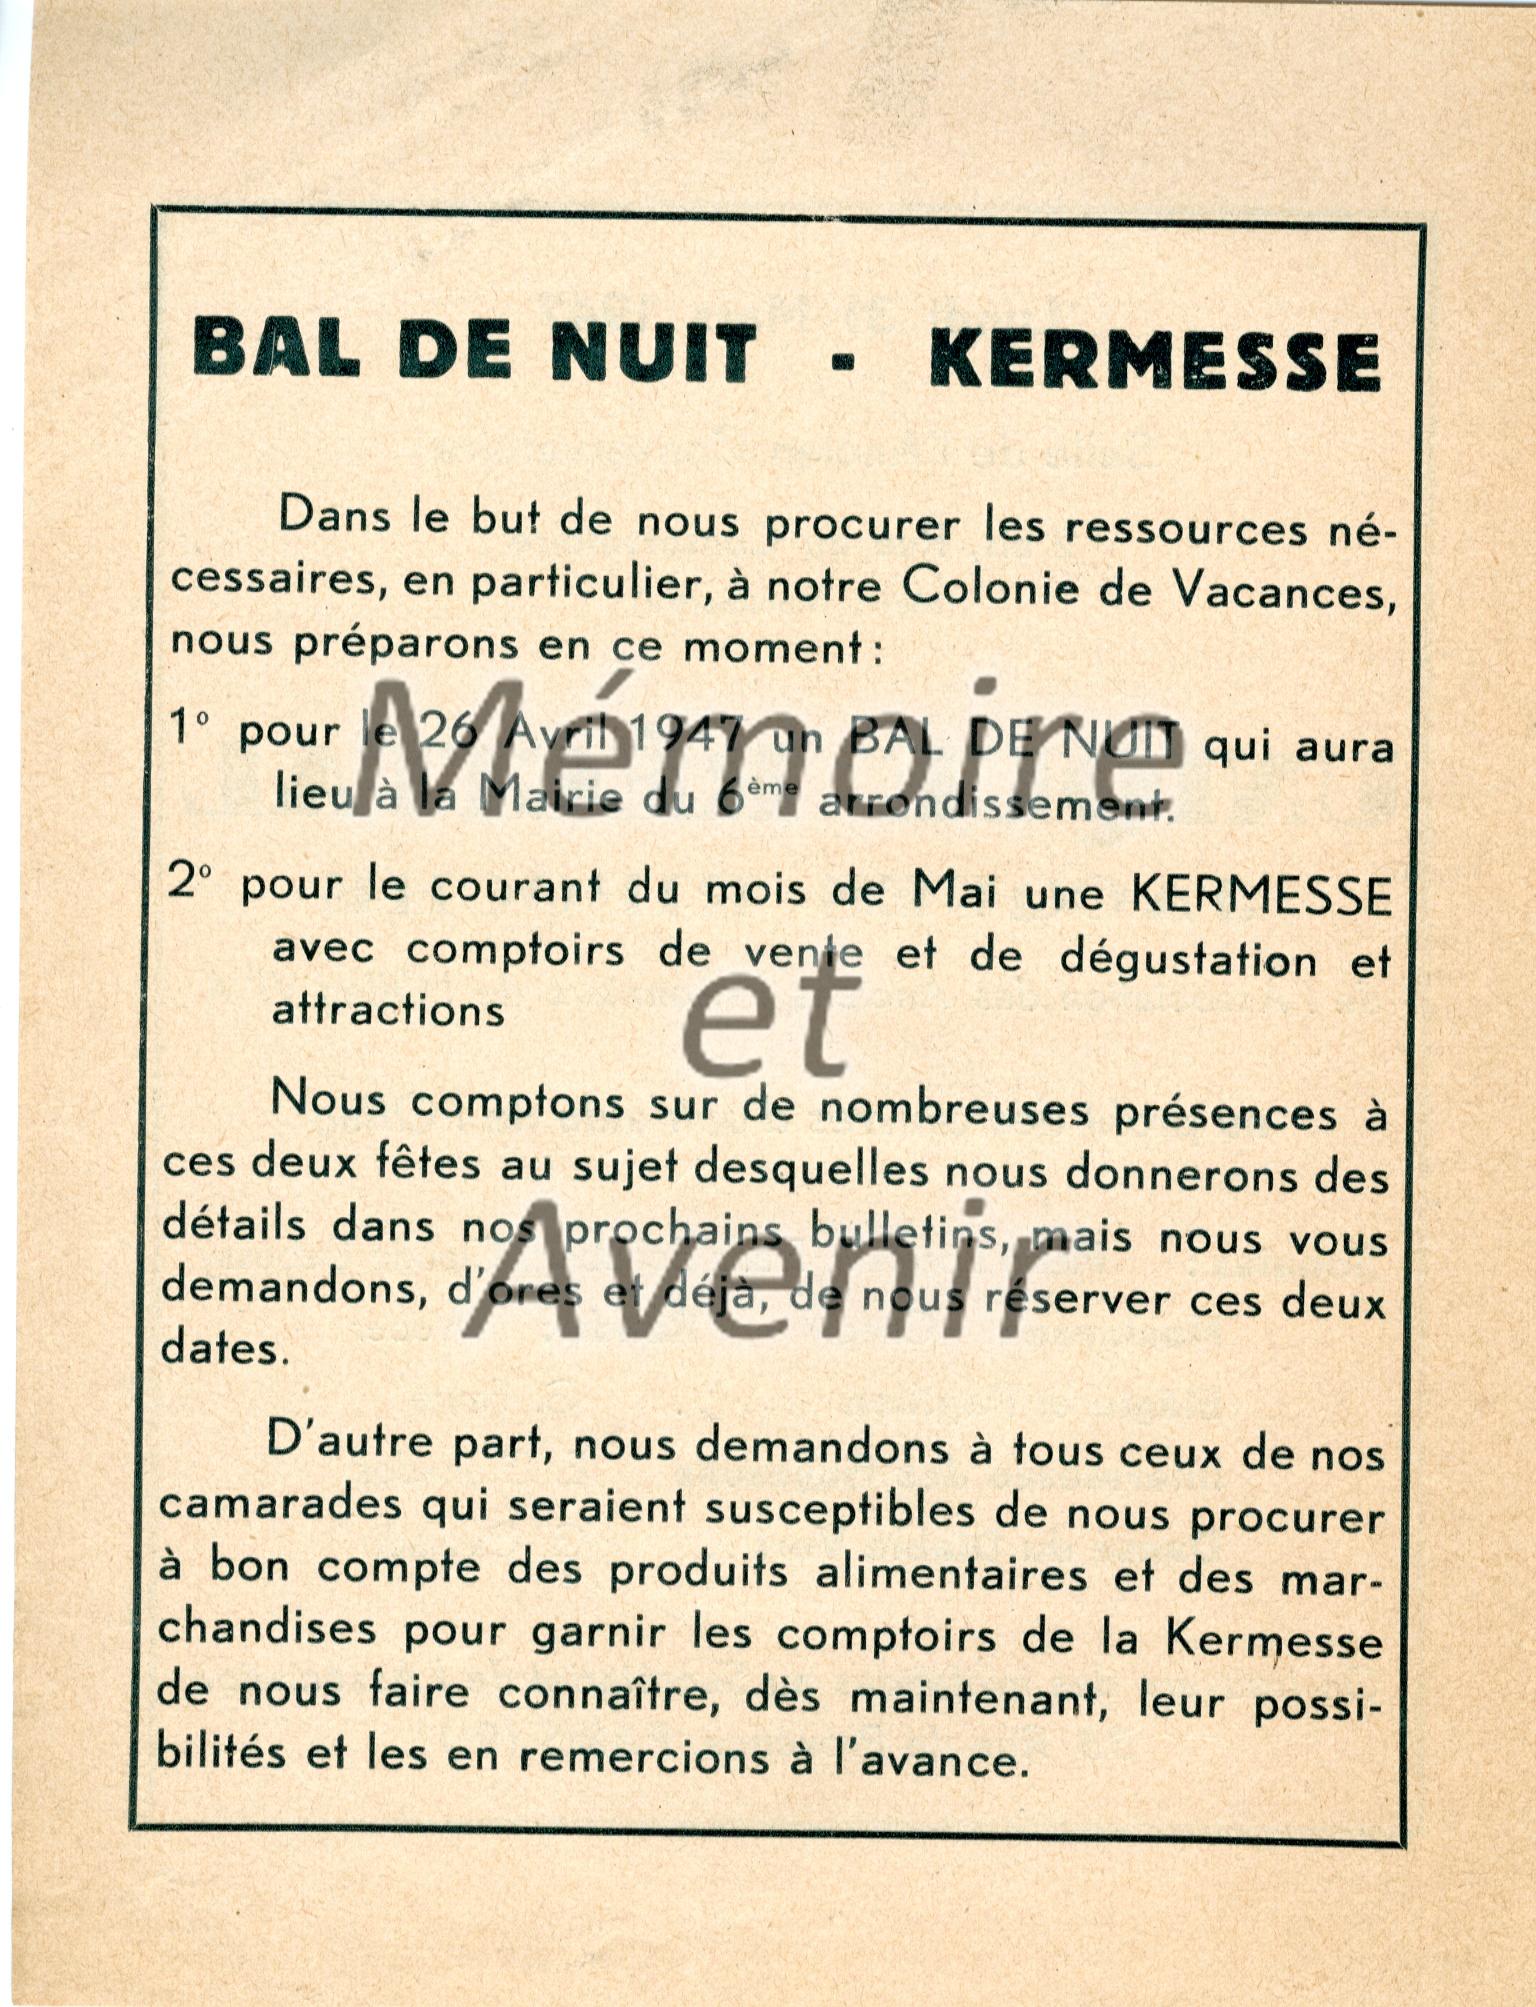 BAL DE NUIT - KERMESSE
Dans le but de nous procurer les ressources né-
cessaires, en particulier, à notre Colonie de Vacances,
nous préparons en ce moment :
1° pour le 26 Avril 1947 un BAL DE NUIT qui aura
lieu à la Mairie du 6ème arrondissement.
2° pour le courant du mois de Mai une KERMESSE
avec comptoirs de vente et de dégustation et
attractions
Nous comptons sur de nombreuses présences à
ces deux fêtes au sujet desquelles nous donnerons des
détails dans nos prochains bulletins, mais nous vous
demandons, d'ores et déjà, de nous réserver ces deux
dates.
D'autre part, nous demandons à tous ceux de nos
camarades qui seraient susceptibles de nous procurer
à bon compte des produits alimentaires et des mar-
chandises pour garnir les comptoirs de la Kermesse
de nous faire connaître, dès maintenant, leur possi-
bilités et les en remercions à l'avance.
Mémoire
et
Avenir